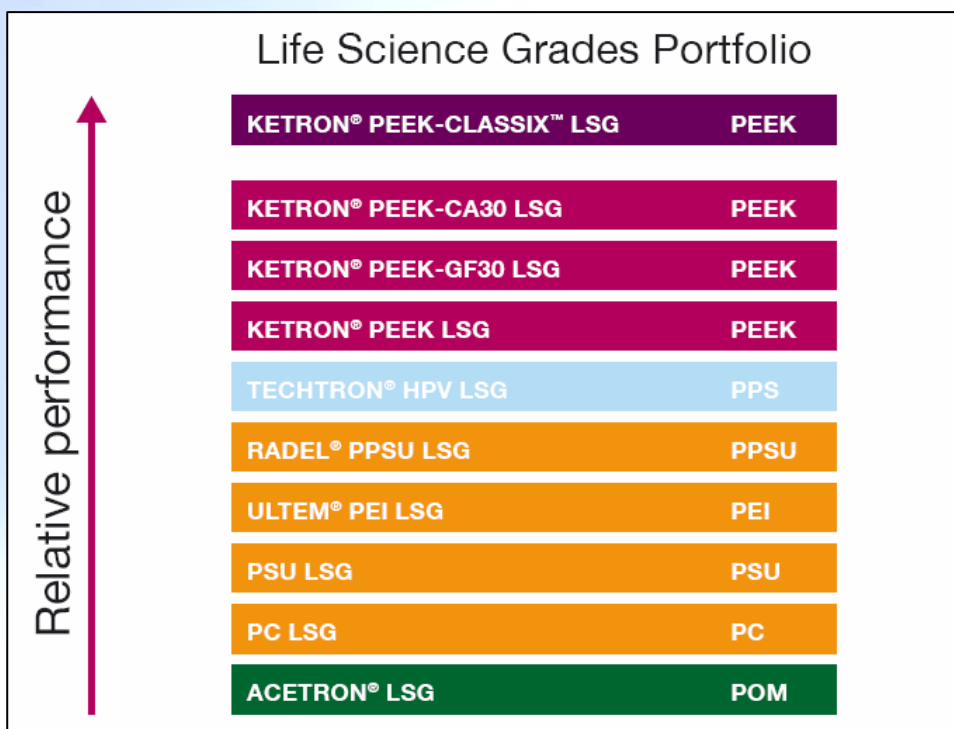 Life Science Grades Portfolio
Relative performance
KETRON® PEEK-CLASSIX™ LSG PEEK
KETRON® PEEK-CA30 LSG PEEK
KETRON® PEEK-GF30 LSG PEEK
KETRON® PEEK LSG PEEK
TECHTRON® HPV LSG PPS
RADEL® PPSU LSG PPSU
ULTEM® PEI LSG PEI
PSU LSG PSU
PC LSG PC
ACETRON® LSG POM